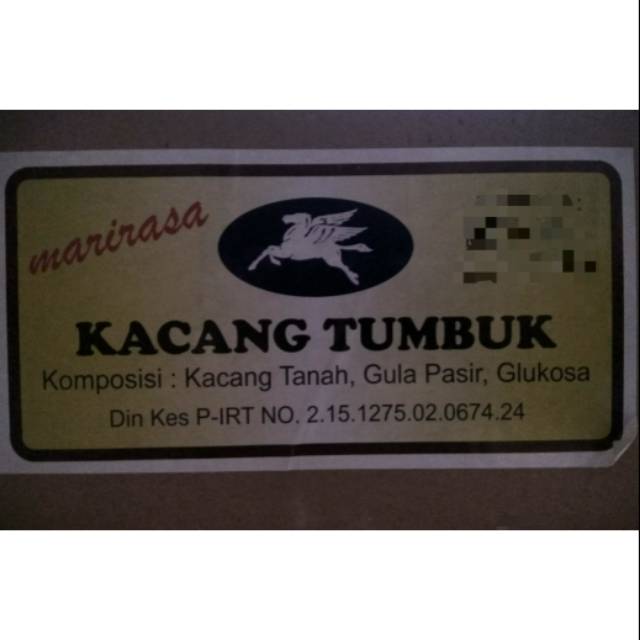 marirasa
KACANG TUMBUK
Komposisi : Kacang Tanah, Gula Pasir, Glukosa
Din Kes P-IRT NO. 2.15.1275.02.0674.24